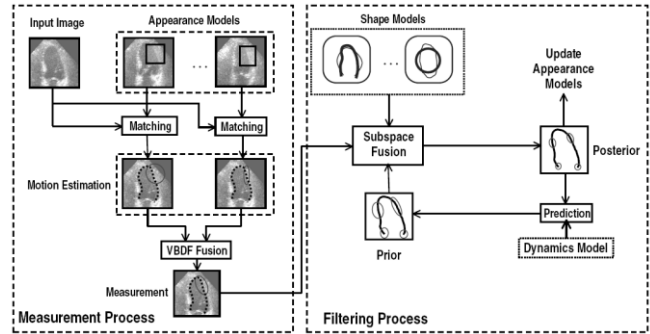 Input Image
Appearance Models
...
Matching
Matching
Motion Estimation
VBDF Fusion
Measurement
Measurement Process
Shape Models
...
Update
Appearance
Models
Subspace
Fusion
Posterior
Prediction
Prior
Dynamics Model
Filtering Process